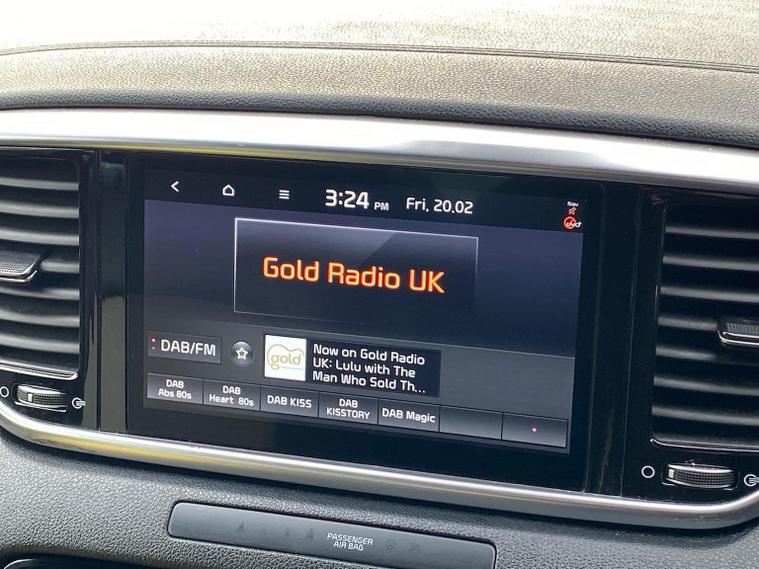 3:24 PM Fri, 20.02
Nav
Gold Radio UK
DAB/FM
gold
Now on Gold Radio
UK: Lulu with The
Man Who Sold Th...
DAB
Abs 80s
DAB
Heart 80s
DAB KISS
DAB
KISSTORY
DAB Magic
PASSENGER
AIR BAG